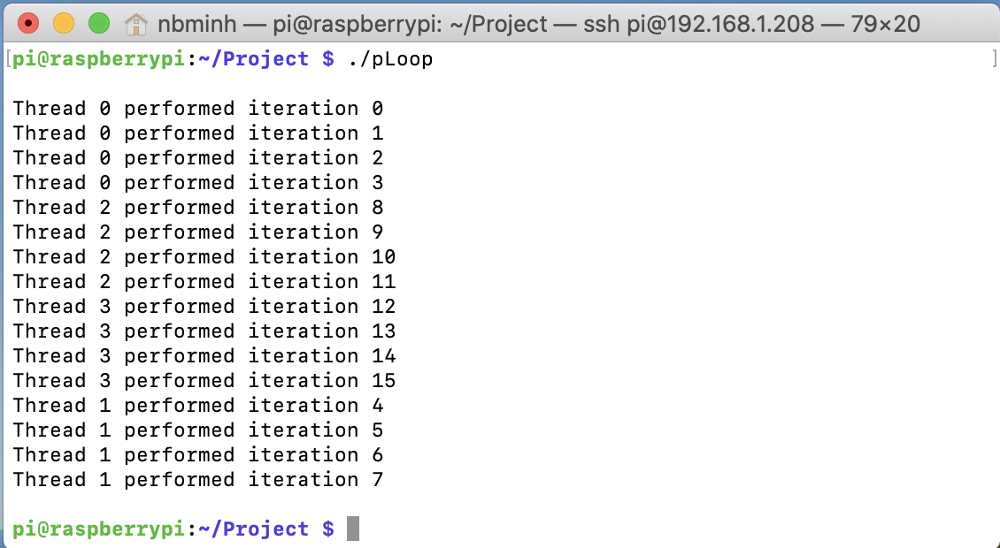 nbminh — pi@raspberrypi: ~/Project — ssh pi@192.168.1.208 — 79×20
[pi@raspberrypi:~/Project $ ./pLoop ]
Thread 0 performed iteration 0
Thread 0 performed iteration 1
Thread 0 performed iteration 2
Thread 0 performed iteration 3
Thread 2 performed iteration 8
Thread 2 performed iteration 9
Thread 2 performed iteration 10
Thread 2 performed iteration 11
Thread 3 performed iteration 12
Thread 3 performed iteration 13
Thread 3 performed iteration 14
Thread 3 performed iteration 15
Thread 1 performed iteration 4
Thread 1 performed iteration 5
Thread 1 performed iteration 6
Thread 1 performed iteration 7
pi@raspberrypi:~/Project $